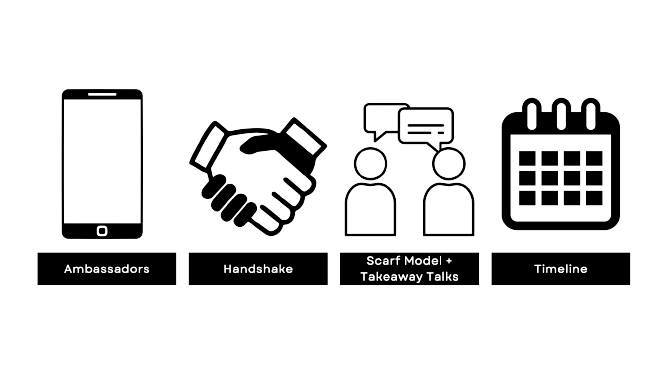 Ambassadors
Handshake
Scarf Model +
Takeaway Talks
Timeline